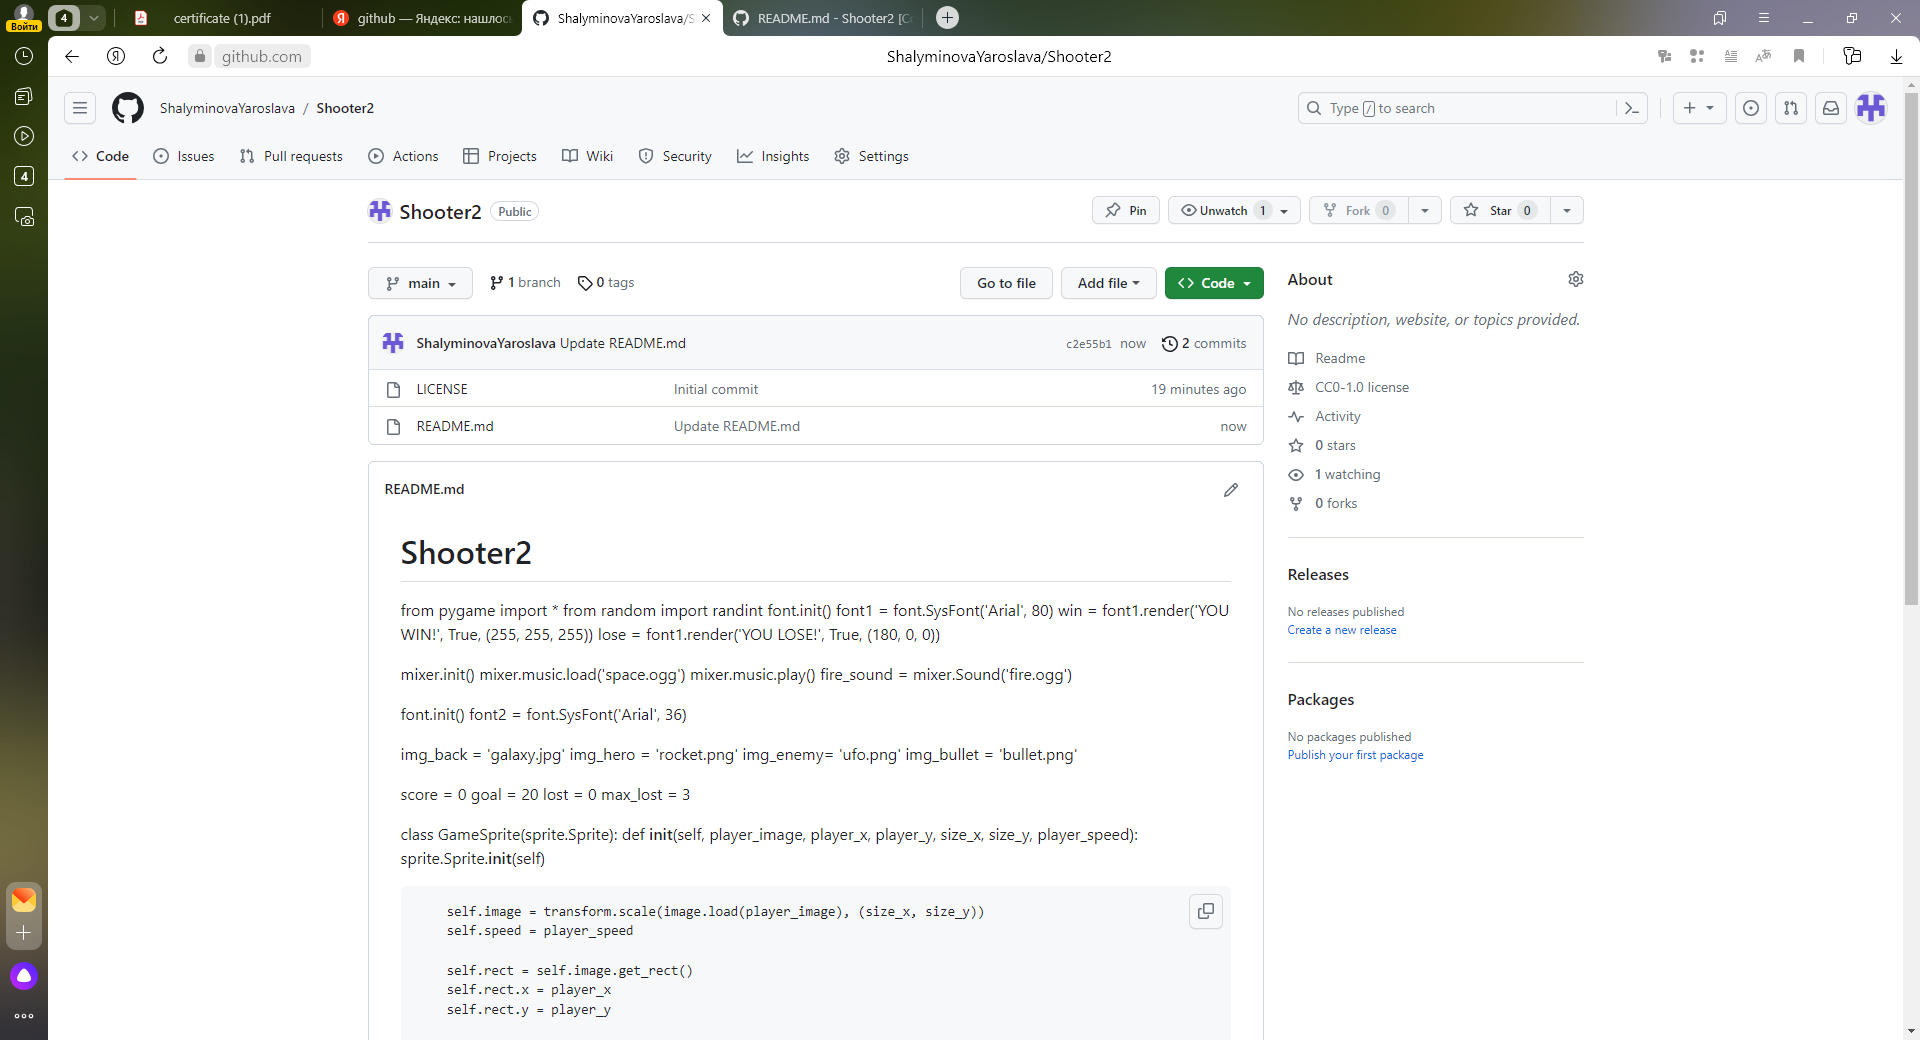 Войти
4
certificate (1).pdf
github — Яндекс: нашлось
ShalyminovaYaroslava/S
README.md - Shooter2 [Co
github.com
ShalyminovaYaroslava/Shooter2
4
ShalyminovaYaroslava / Shooter2
Type / to search
Code
Issues
Pull requests
Actions
Projects
Wiki
Security
Insights
Settings
Shooter2
Public
Pin
Unwatch 1
Fork 0
Star 0
main
1 branch
0 tags
Go to file
Add file
Code
ShalyminovaYaroslava Update README.md
c2e55b1 now
2 commits
LICENSE
Initial commit
19 minutes ago
README.md
Update README.md
now
README.md
Shooter2
from pygame import * from random import randint font.init() font1 = font.SysFont('Arial', 80) win = font1.render('YOU
WIN!', True, (255, 255, 255)) lose = font1.render('YOU LOSE!', True, (180, 0, 0))
mixer.init() mixer.music.load('space.ogg') mixer.music.play() fire_sound = mixer.Sound('fire.ogg')
font.init() font2 = font.SysFont('Arial', 36)
img_back = 'galaxy.jpg' img_hero = 'rocket.png' img_enemy= 'ufo.png' img_bullet = 'bullet.png'
score = 0 goal = 20 lost = 0 max_lost = 3
class GameSprite(sprite.Sprite): def init(self, player_image, player_x, player_y, size_x, size_y, player_speed):
sprite.Sprite.init(self)
self.image = transform.scale(image.load(player_image), (size_x, size_y))
self.speed = player_speed
self.rect = self.image.get_rect()
self.rect.x = player_x
self.rect.y = player_y
About
No description, website, or topics provided.
Readme
CC0-1.0 license
Activity
0 stars
1 watching
0 forks
Releases
No releases published
Create a new release
Packages
No packages published
Publish your first package